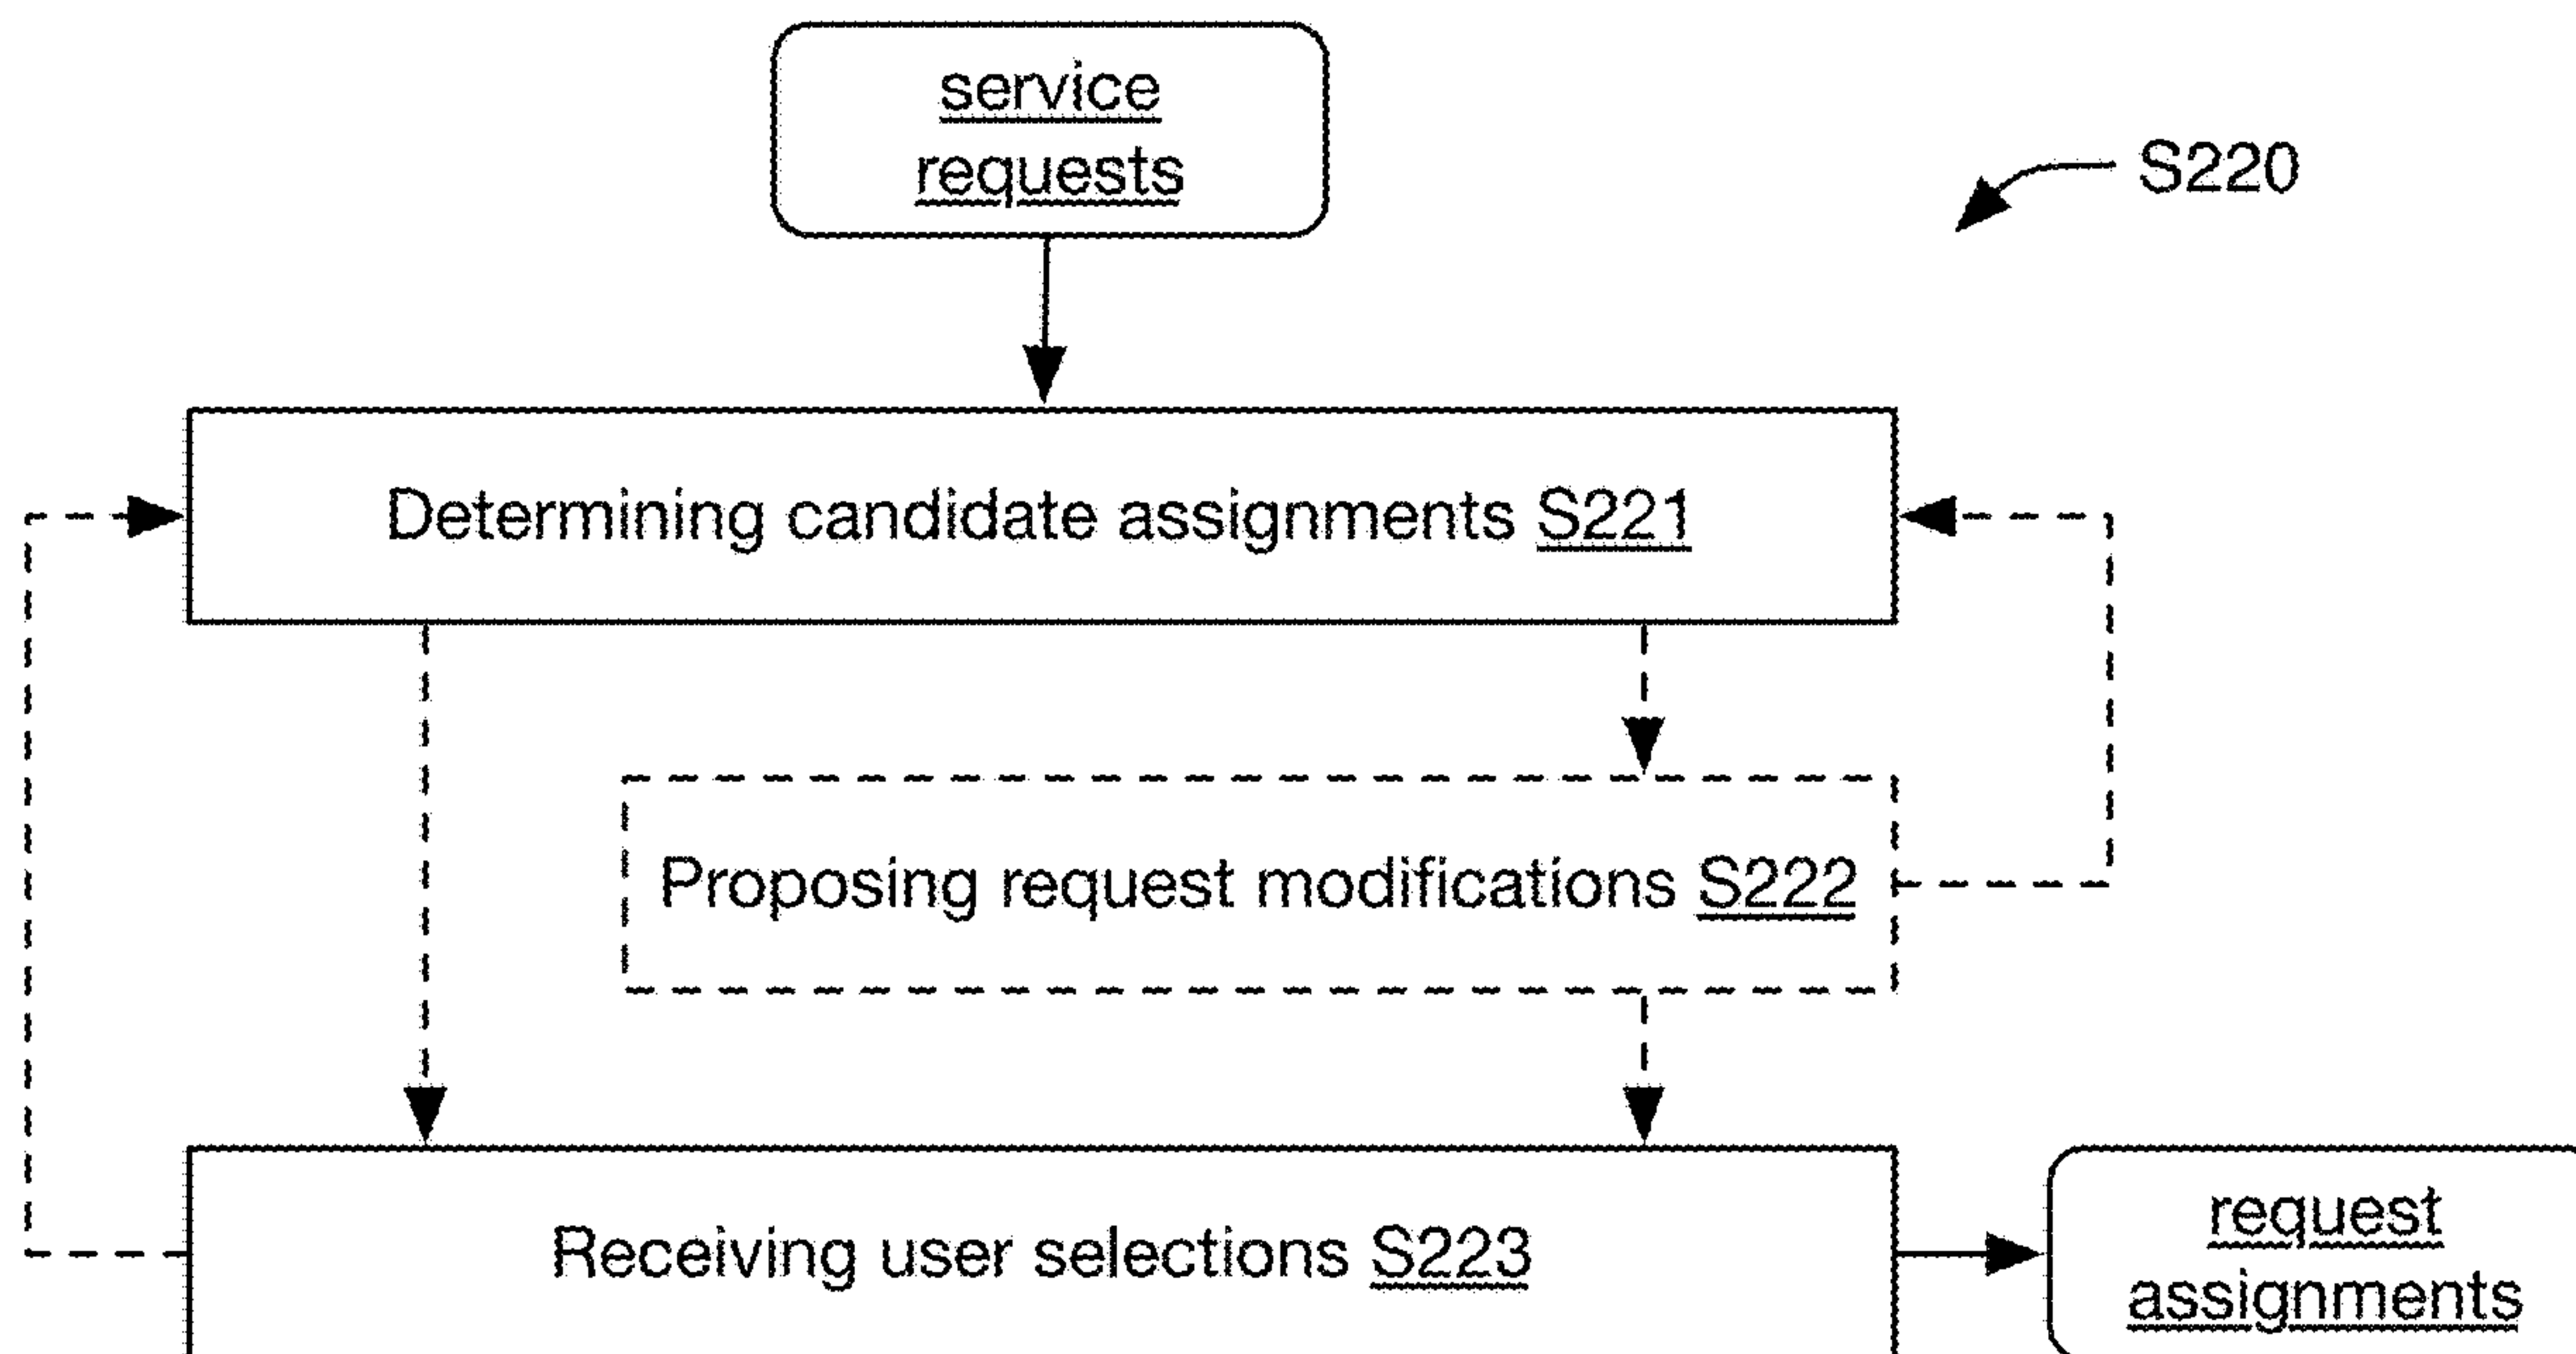 service
requests
S220
Determining candidate assignments S221
Proposing request modifications S222
Receiving user selections S223
request
assignments